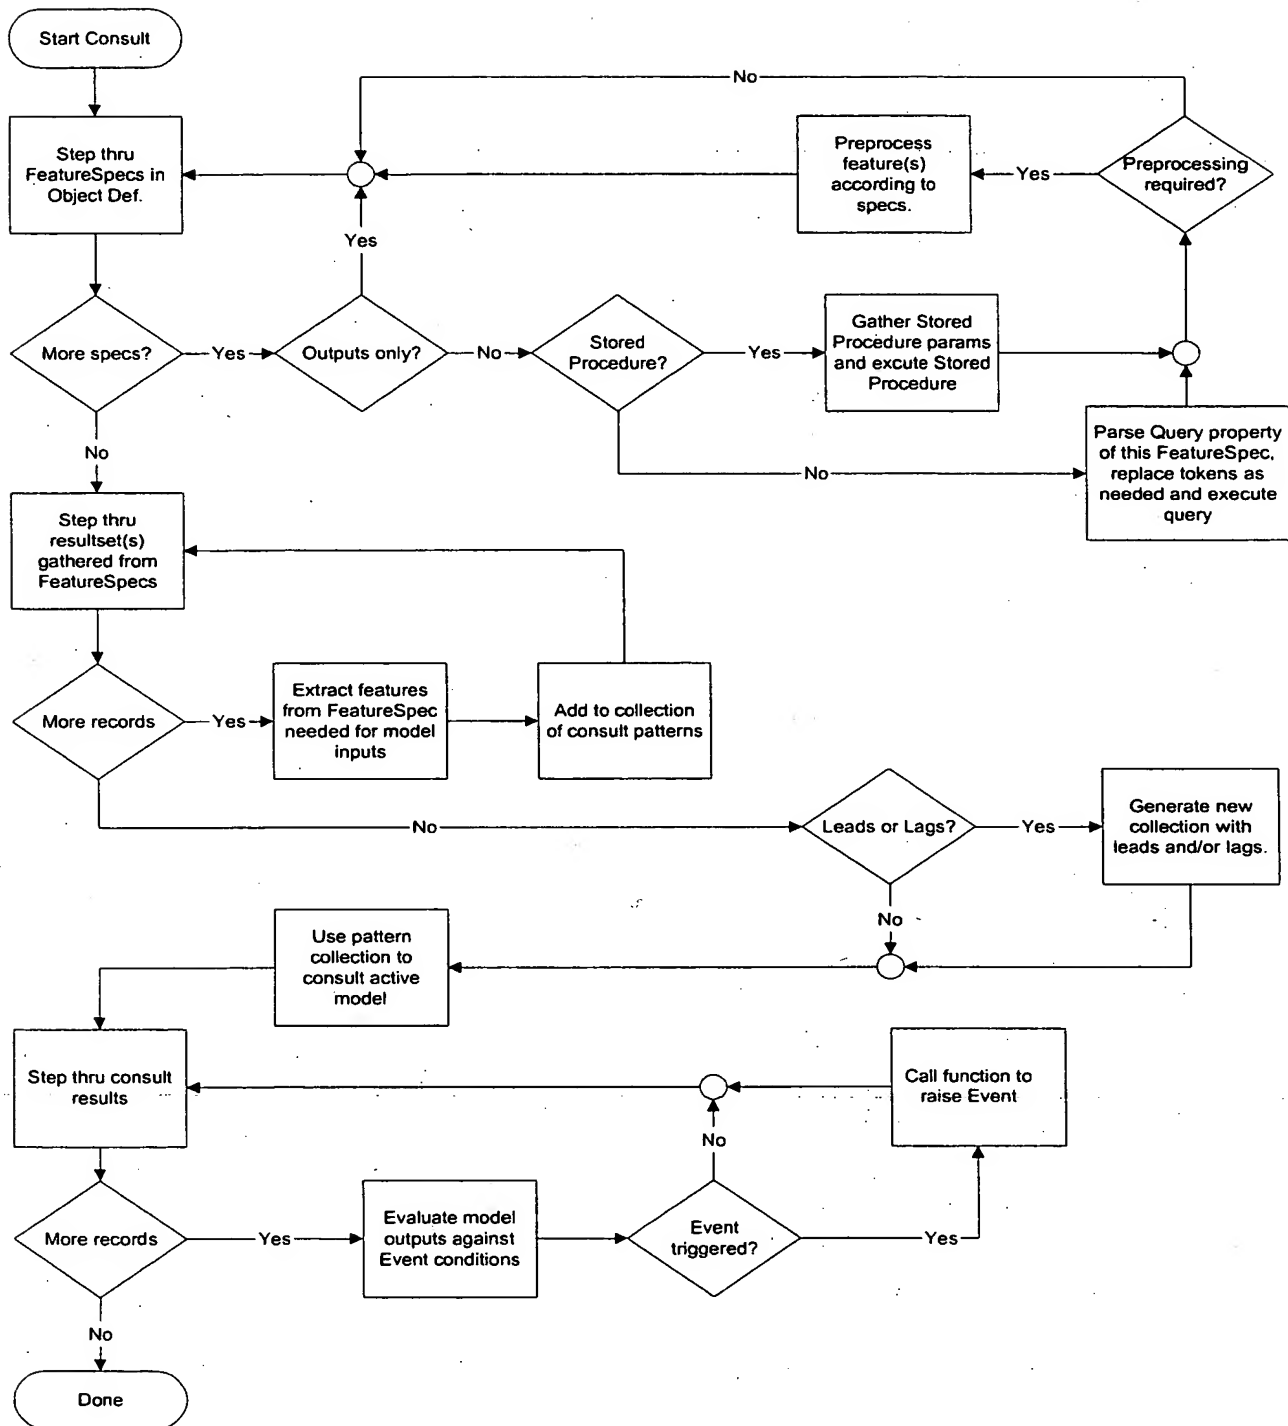 Start Consult
No
Step thru
FeatureSpecs in
Object Def.
Preprocess
feature(s)
according to
specs.
Yes
Preprocessing
required?
Yes
More specs?
Yes
Outputs only?
No
Stored
Procedure?
Yes
Gather Stored
Procedure params
and excute Stored
Procedure
No
No
Parse Query property
of this FeatureSpec,
replace tokens as
needed and execute
query
Step thru
resultset(s)
gathered from
FeatureSpecs
More records
Yes
Extract features
from FeatureSpec
needed for model
inputs
Add to collection
of consult patterns
No
Leads or Lags?
Yes
Generate new
collection with
leads and/or lags.
No
Use pattern
collection to
consult active
model
Step thru consult
results
Call function to
raise Event
No
More records
Yes
Evaluate model
outputs against
Event conditions
Event
triggered?
Yes
No
Done